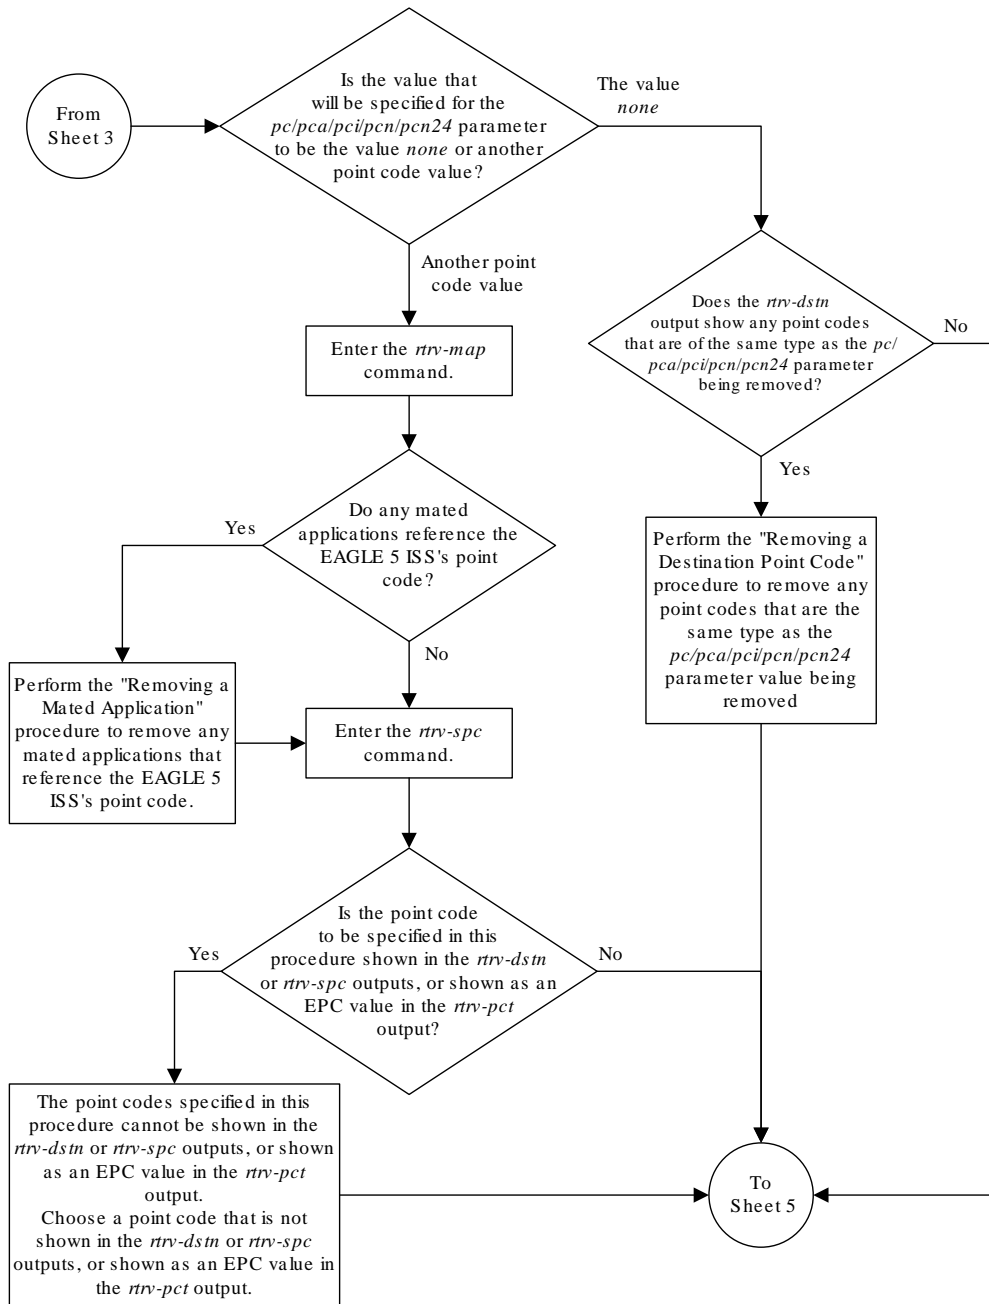 From
Sheet 3
Is the value that
will be specified for the
pc/pca/pci/pcn/pcn24 parameter
to be the value none or another
point code value?
The value
none
Another point
code value
Does the rtrv-dstn
output show any point codes
that are of the same type as the pc/
pca/pci/pcn/pcn24 parameter
being removed?
No
Yes
Enter the rtrv-map
command.
Do any mated
applications reference the
EAGLE 5 ISS's point
code?
Yes
No
Perform the "Removing a
Destination Point Code"
procedure to remove any
point codes that are the
same type as the
pc/pca/pci/pcn/pcn24
parameter value being
removed
Perform the "Removing a
Mated Application"
procedure to remove any
mated applications that
reference the EAGLE 5
ISS's point code.
Enter the rtrv-spc
command.
Is the point code
to be specified in this
procedure shown in the rtrv-dstn
or rtrv-spc outputs, or shown as an
EPC value in the rtrv-pct
output?
Yes
No
The point codes specified in this
procedure cannot be shown in the
rtrv-dstn or rtrv-spc outputs, or shown
as an EPC value in the rtrv-pct
output.
Choose a point code that is not
shown in the rtrv-dstn or rtrv-spc
outputs, or shown as an EPC value in
the rtrv-pct output.
To
Sheet 5